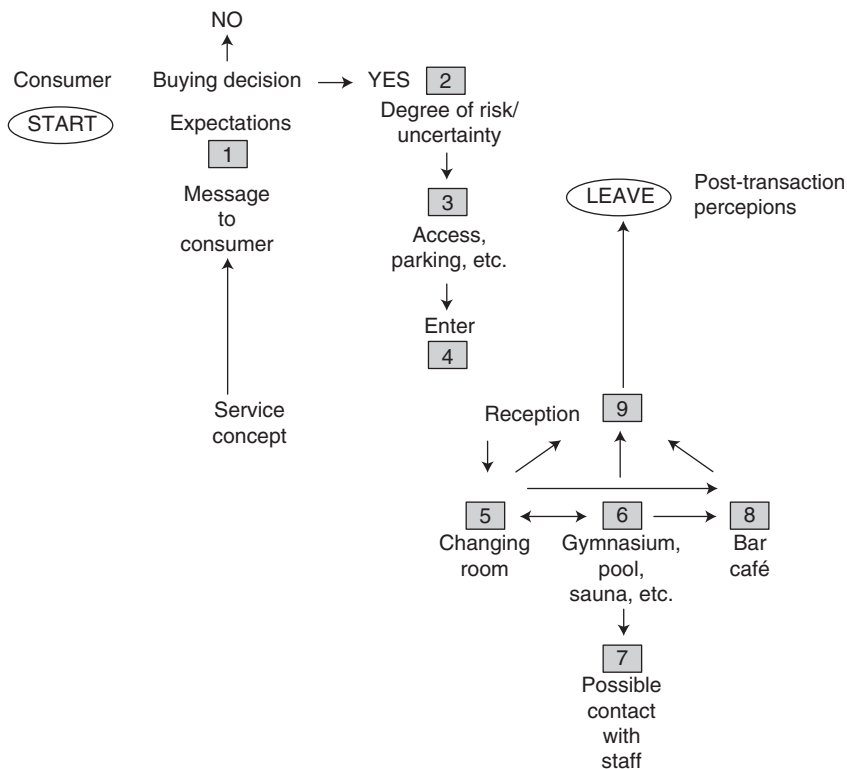 NO
Consumer
Buying decision
YES
2
START
Expectations
1
Degree of risk/
uncertainty
Message
to
consumer
3
Access,
parking, etc.
LEAVE
Post-transaction
percepions
Enter
4
Service
concept
Reception
9
5
Changing
room
6
Gymnasium,
pool,
sauna, etc.
8
Bar
café
7
Possible
contact
with
staff